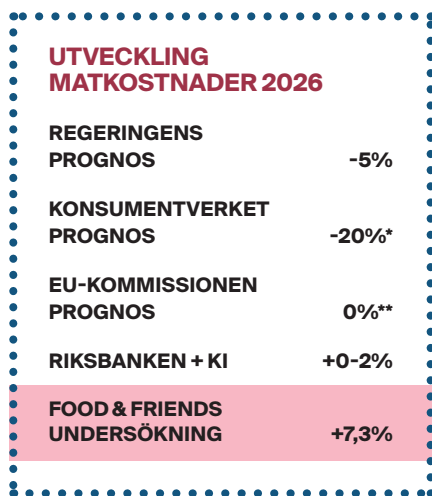 UTVECKLING
MATKOSTNADER 2026
REGERINGENS
PROGNOS -5%
KONSUMENTVERKET
PROGNOS -20%*
EU-KOMMISSIONEN
PROGNOS 0%**
RIKSBANKEN + KI +0-2%
FOOD & FRIENDS
UNDERSÖKNING +7,3%